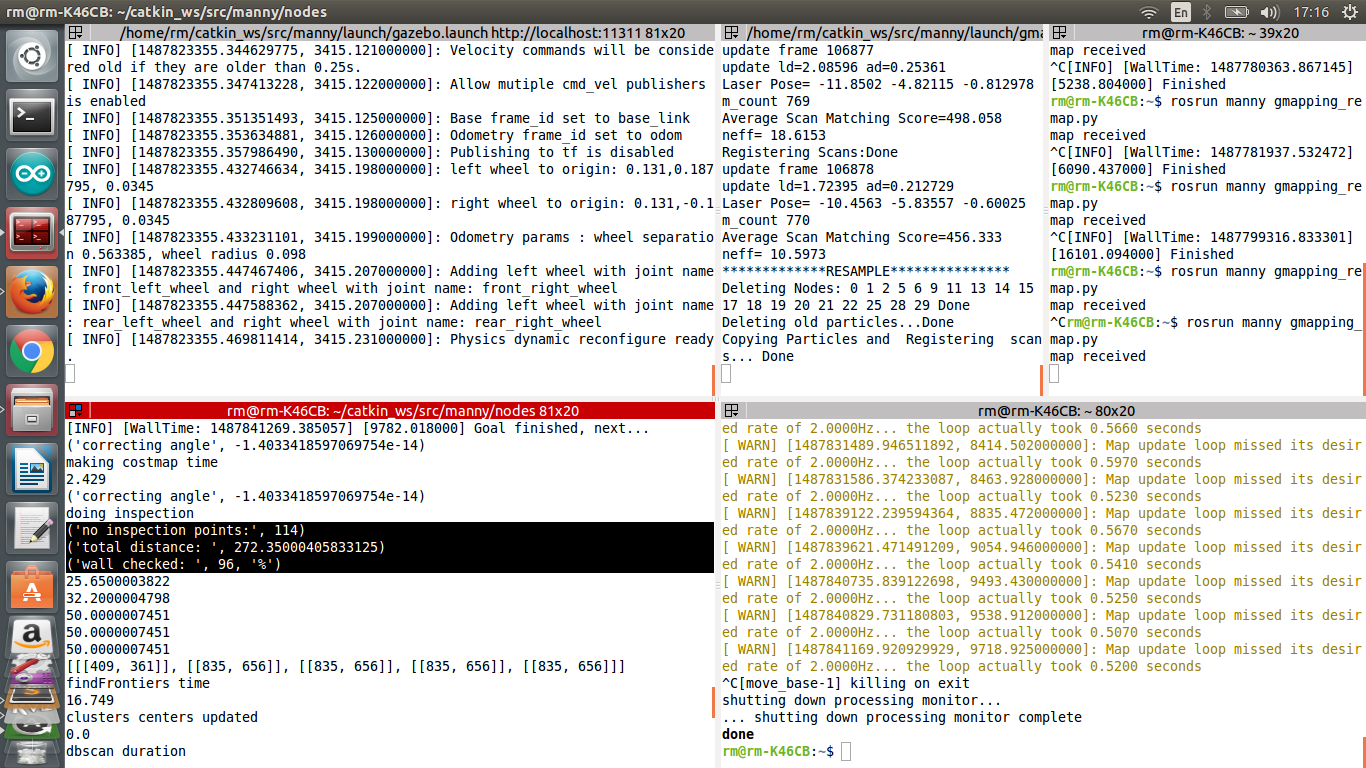 rm@rm-K46CB: ~/catkin_ws/src/manny/nodes
En
17:16
/home/rm/catkin_ws/src/manny/launch/gazebo.launch http://localhost:11311 81x20
[ INFO] [1487823355.344629775, 3415.121000000]: Velocity commands will be conside
red old if they are older than 0.25s.
[ INFO] [1487823355.347413228, 3415.122000000]: Allow mutiple cmd_vel publishers
is enabled
[ INFO] [1487823355.351351493, 3415.125000000]: Base frame_id set to base_link
[ INFO] [1487823355.353634881, 3415.126000000]: Odometry frame_id set to odom
[ INFO] [1487823355.357986490, 3415.130000000]: Publishing to tf is disabled
[ INFO] [1487823355.432746634, 3415.198000000]: left wheel to origin: 0.131,0.187
795, 0.0345
[ INFO] [1487823355.432809608, 3415.198000000]: right wheel to origin: 0.131,-0.1
87795, 0.0345
[ INFO] [1487823355.433231101, 3415.199000000]: Odometry params : wheel separatio
n 0.563385, wheel radius 0.098
[ INFO] [1487823355.447467406, 3415.207000000]: Adding left wheel with joint name
: front_left_wheel and right wheel with joint name: front_right_wheel
[ INFO] [1487823355.447588362, 3415.207000000]: Adding left wheel with joint name
: rear_left_wheel and right wheel with joint name: rear_right_wheel
[ INFO] [1487823355.469811414, 3415.231000000]: Physics dynamic reconfigure ready
.
/home/rm/catkin_ws/src/manny/launch/gma
update frame 106877
update ld=2.08596 ad=0.25361
Laser Pose= -11.8502 -4.82115 -0.812978
m_count 769
Average Scan Matching Score=498.058
neff= 18.6153
Registering Scans:Done
update frame 106878
update ld=1.72395 ad=0.212729
Laser Pose= -10.4563 -5.83557 -0.60025
m_count 770
Average Scan Matching Score=456.333
neff= 10.5973
*************RESAMPLE***************
Deleting Nodes: 0 1 2 5 6 9 11 13 14 15
17 18 19 20 21 22 25 28 29 Done
Deleting old particles...Done
Copying Particles and  Registering  scan
s... Done
rm@rm-K46CB: ~ 39x20
map received
^C[INFO] [WallTime: 1487780363.867145]
[5238.804000] Finished
rm@rm-K46CB:~$ rosrun manny gmapping_re
map.py
map received
^C[INFO] [WallTime: 1487781937.532472]
[6090.437000] Finished
rm@rm-K46CB:~$ rosrun manny gmapping_re
map.py
map received
^C[INFO] [WallTime: 1487799316.833301]
[16101.094000] Finished
rm@rm-K46CB:~$ rosrun manny gmapping_re
map.py
map received
^Crm@rm-K46CB:~$ rosrun manny gmapping_
map received
rm@rm-K46CB: ~/catkin_ws/src/manny/nodes 81x20
[INFO] [WallTime: 1487841269.385057] [9782.018000] Goal finished, next...
('correcting angle', -1.4033418597069754e-14)
making costmap time
2.429
('correcting angle', -1.4033418597069754e-14)
doing inspection
('no inspection points:', 114)
('total distance: ', 272.35000405833125)
('wall checked: ', 96, '%')
25.6500003822
32.2000004798
50.0000007451
50.0000007451
50.0000007451
[[[409, 361]], [[835, 656]], [[835, 656]], [[835, 656]], [[835, 656]]]
findFrontiers time
16.749
clusters centers updated
0.0
dbscan duration
rm@rm-K46CB: ~ 80x20
ed rate of 2.0000Hz... the loop actually took 0.5660 seconds
[ WARN] [1487831489.946511892, 8414.502000000]: Map update loop missed its desir
ed rate of 2.0000Hz... the loop actually took 0.5970 seconds
[ WARN] [1487831586.374233087, 8463.928000000]: Map update loop missed its desir
ed rate of 2.0000Hz... the loop actually took 0.5230 seconds
[ WARN] [1487839122.239594364, 8835.472000000]: Map update loop missed its desir
ed rate of 2.0000Hz... the loop actually took 0.5670 seconds
[ WARN] [1487839621.471491209, 9054.946000000]: Map update loop missed its desir
ed rate of 2.0000Hz... the loop actually took 0.5410 seconds
[ WARN] [1487840735.839122698, 9493.430000000]: Map update loop missed its desir
ed rate of 2.0000Hz... the loop actually took 0.5250 seconds
[ WARN] [1487840829.731180803, 9538.912000000]: Map update loop missed its desir
ed rate of 2.0000Hz... the loop actually took 0.5070 seconds
[ WARN] [1487841169.920929929, 9718.925000000]: Map update loop missed its desir
ed rate of 2.0000Hz... the loop actually took 0.5200 seconds
^C[move_base-1] killing on exit
shutting down processing monitor...
... shutting down processing monitor complete
done
rm@rm-K46CB:~$